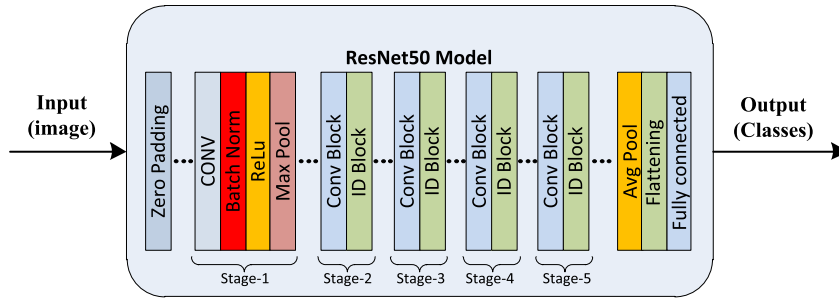 ResNet50 Model
Input
(image)
Zero Padding
CONV
Batch Norm
ReLu
Max Pool
Conv Block
ID Block
Conv Block
ID Block
Conv Block
ID Block
Conv Block
ID Block
Avg Pool
Flattening
Fully connected
Output
(Classes)
Stage-1
Stage-2
Stage-3
Stage-4
Stage-5